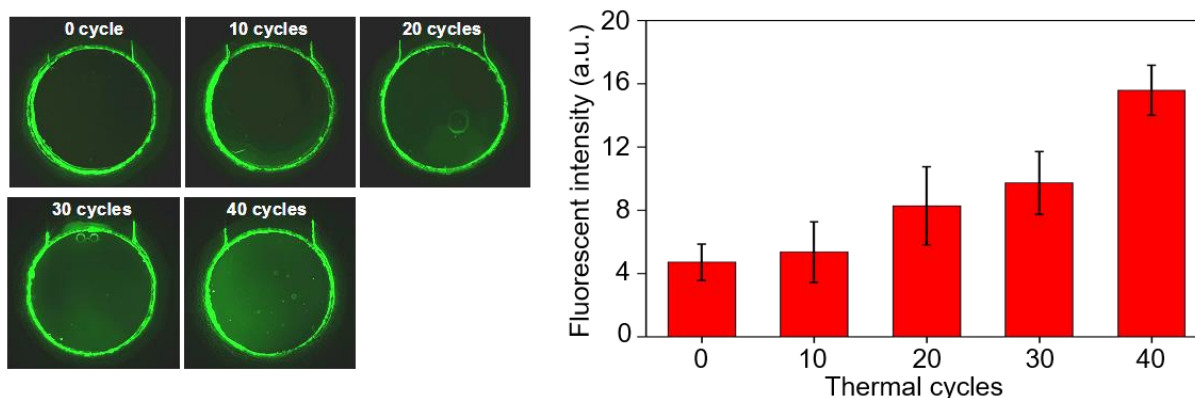 0 cycle
10 cycles
20 cycles
30 cycles
40 cycles
Fluorescent intensity (a.u.)
20
16
12
8
4
0
0 10 20 30 40
Thermal cycles